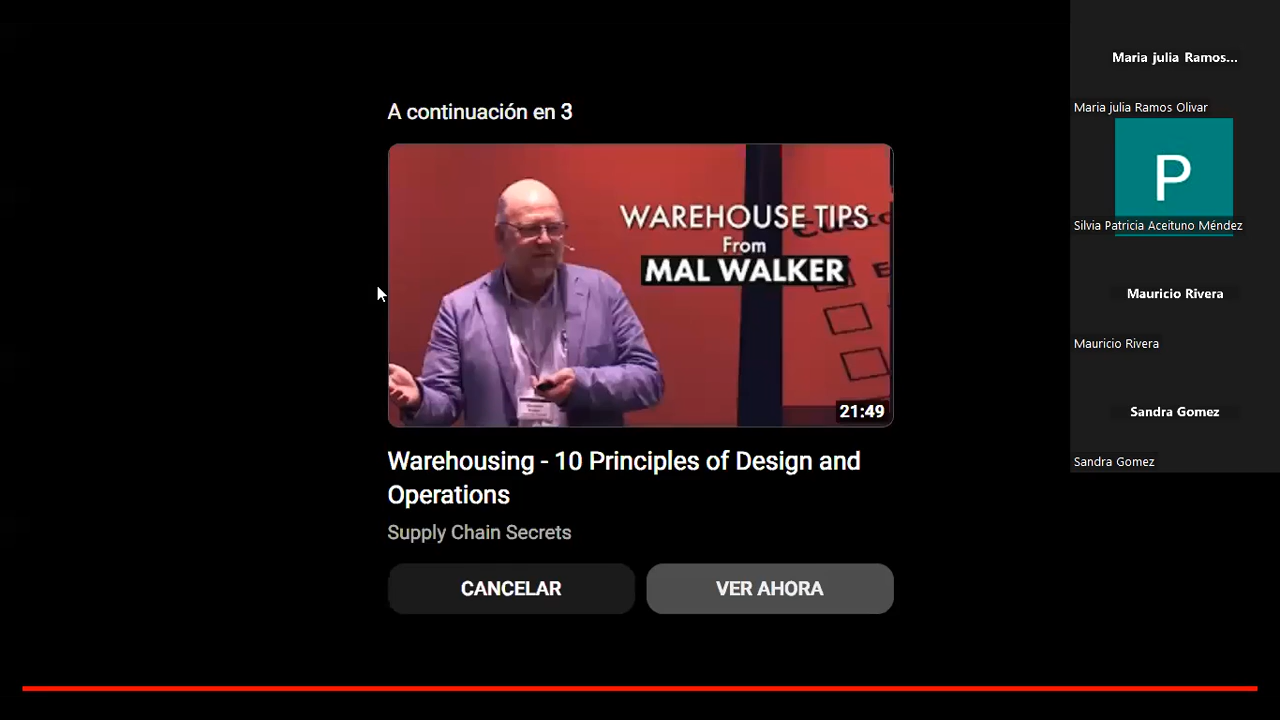 A continuación en 3
WAREHOUSE TIPS
From
MAL WALKER
21:49
Warehousing - 10 Principles of Design and
Operations
Supply Chain Secrets
CANCELAR
VER AHORA
Maria julia Ramos...
Maria julia Ramos Olivar
P
Silvia Patricia Aceituno Méndez
Mauricio Rivera
Mauricio Rivera
Sandra Gomez
Sandra Gomez